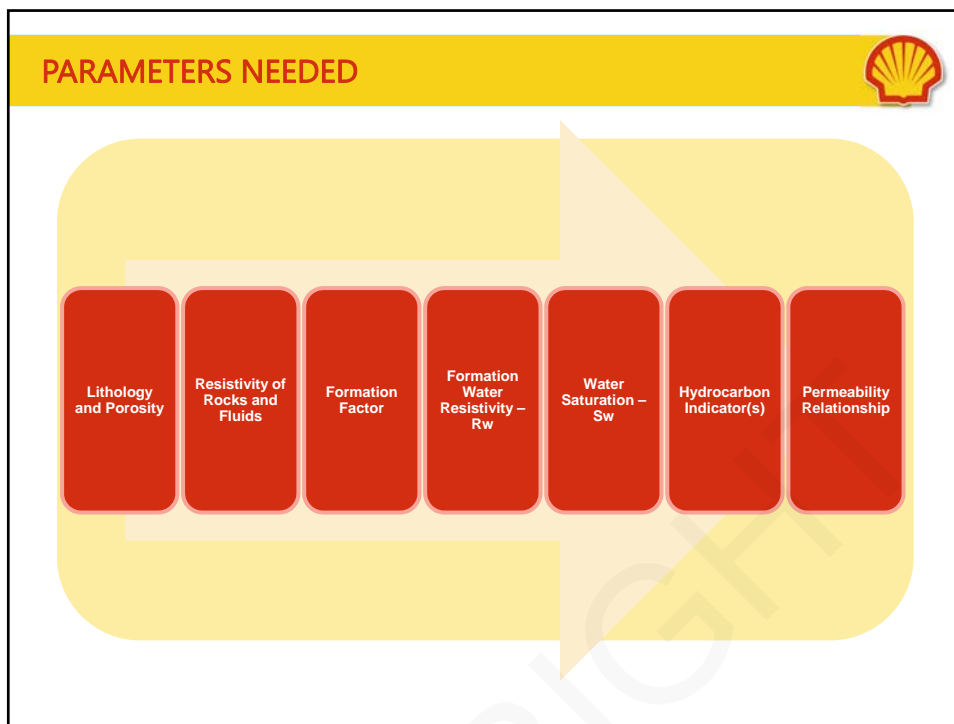 PARAMETERS NEEDED
Lithology
and Porosity
Resistivity of
Rocks and
Fluids
Formation
Factor
Formation
Water
Resistivity –
Rw
Water
Saturation –
Sw
Hydrocarbon
Indicator(s)
Permeability
Relationship
RIGHT